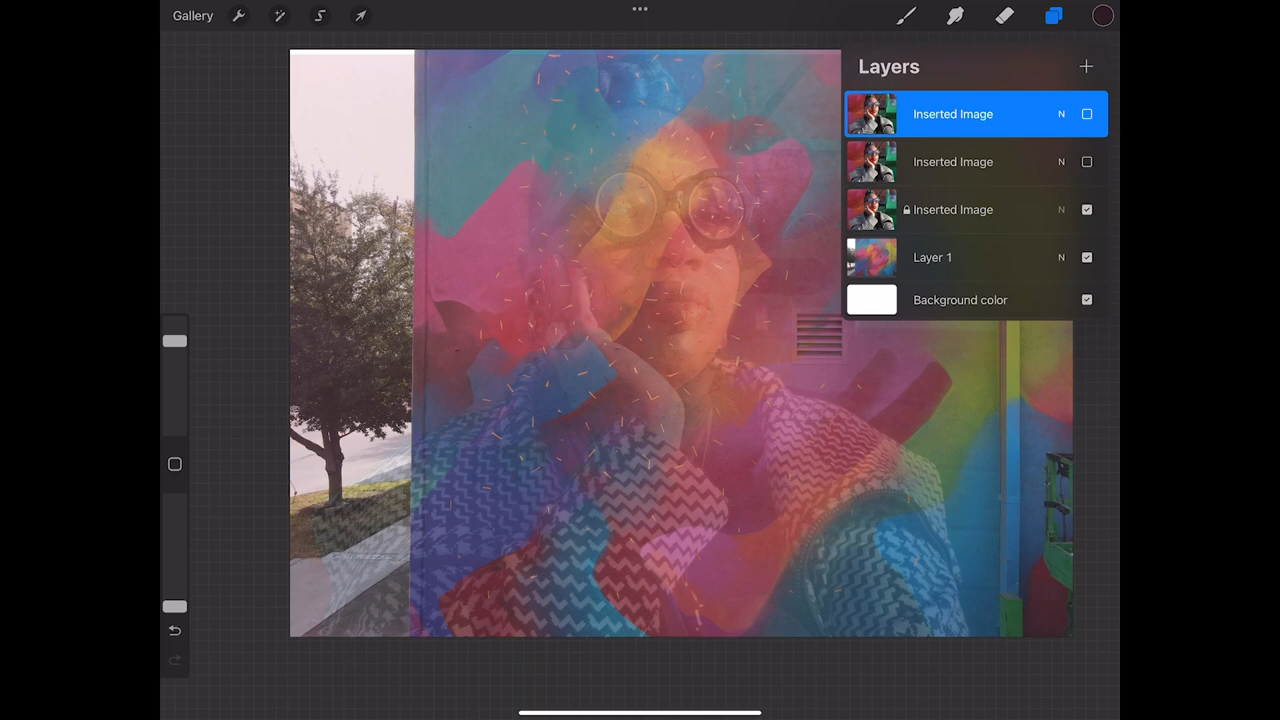 Gallery
Layers
Inserted Image N
Inserted Image N
Inserted Image N
Layer 1 N
Background color